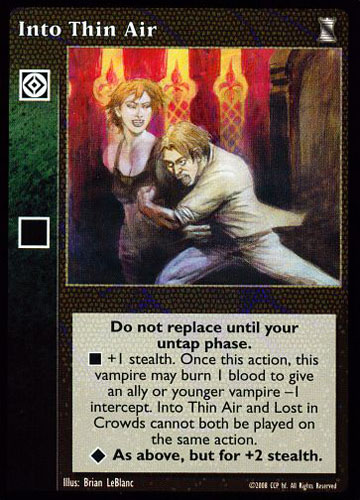 Into Thin Air
Do not replace until your
untap phase.
+1 stealth. Once this action, this
vampire may burn 1 blood to give
an ally or younger vampire –1
intercept. Into Thin Air and Lost in
Crowds cannot both be played on
the same action.
As above, but for +2 stealth.
Illus: Brian LeBlanc
©2008 CCP hf. All Rights Reserved